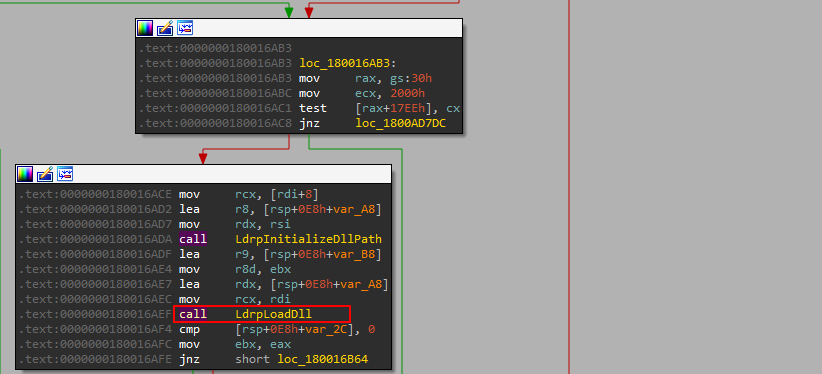 .text:0000000180016AB3
.text:0000000180016AB3 loc_180016AB3:
.text:0000000180016AB3 mov rax, gs:30h
.text:0000000180016ABC mov ecx, 2000h
.text:0000000180016AC1 test [rax+17EEh], cx
.text:0000000180016AC8 jnz loc_1800AD7DC
.text:0000000180016ACE mov rcx, [rdi+8]
.text:0000000180016AD2 lea r8, [rsp+0E8h+var_A8]
.text:0000000180016AD7 mov rdx, rsi
.text:0000000180016ADA call LdrpInitializeDllPath
.text:0000000180016ADF lea r9, [rsp+0E8h+var_B8]
.text:0000000180016AE4 mov r8d, ebx
.text:0000000180016AE7 lea rdx, [rsp+0E8h+var_A8]
.text:0000000180016AEC mov rcx, rdi
.text:0000000180016AEF call LdrpLoadDll
.text:0000000180016AF4 cmp [rsp+0E8h+var_2C], 0
.text:0000000180016AFC mov ebx, eax
.text:0000000180016AFE jnz short loc_180016B64